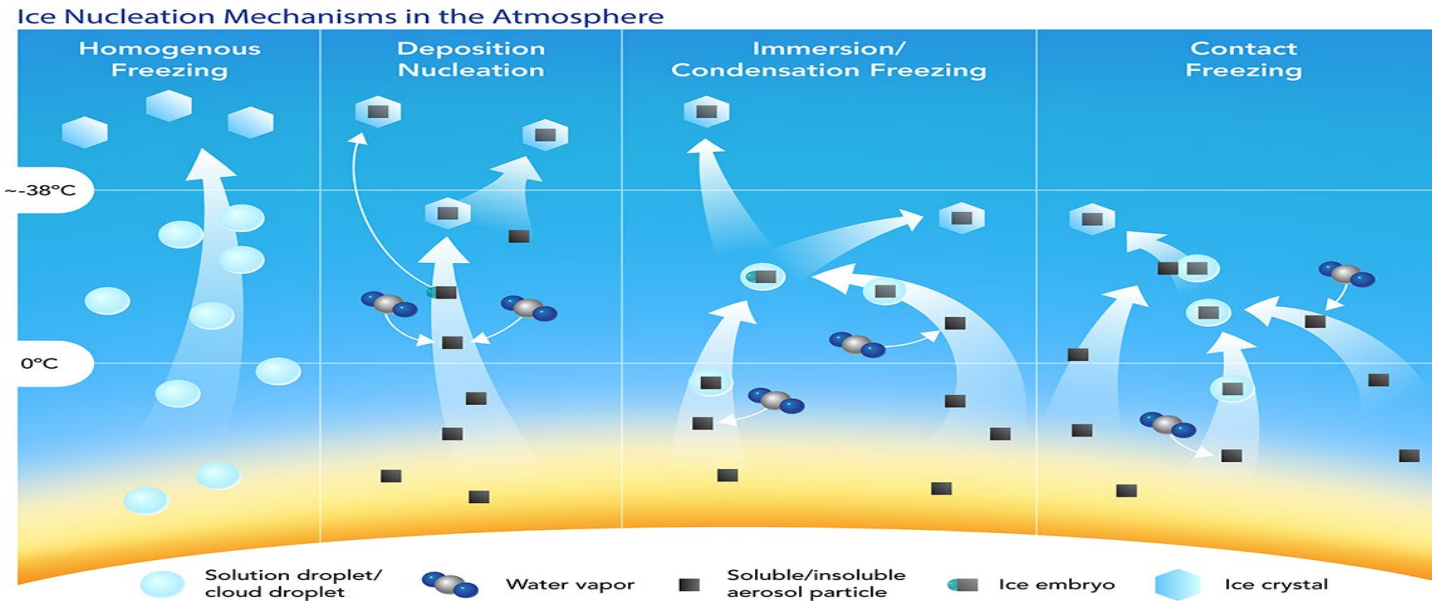 Ice Nucleation Mechanisms in the Atmosphere
Homogenous
Freezing
Deposition
Nucleation
Immersion/
Condensation Freezing
Contact
Freezing
~-38°C
0°C
Solution droplet/
cloud droplet
Water vapor
Soluble/insoluble
aerosol particle
Ice embryo
Ice crystal